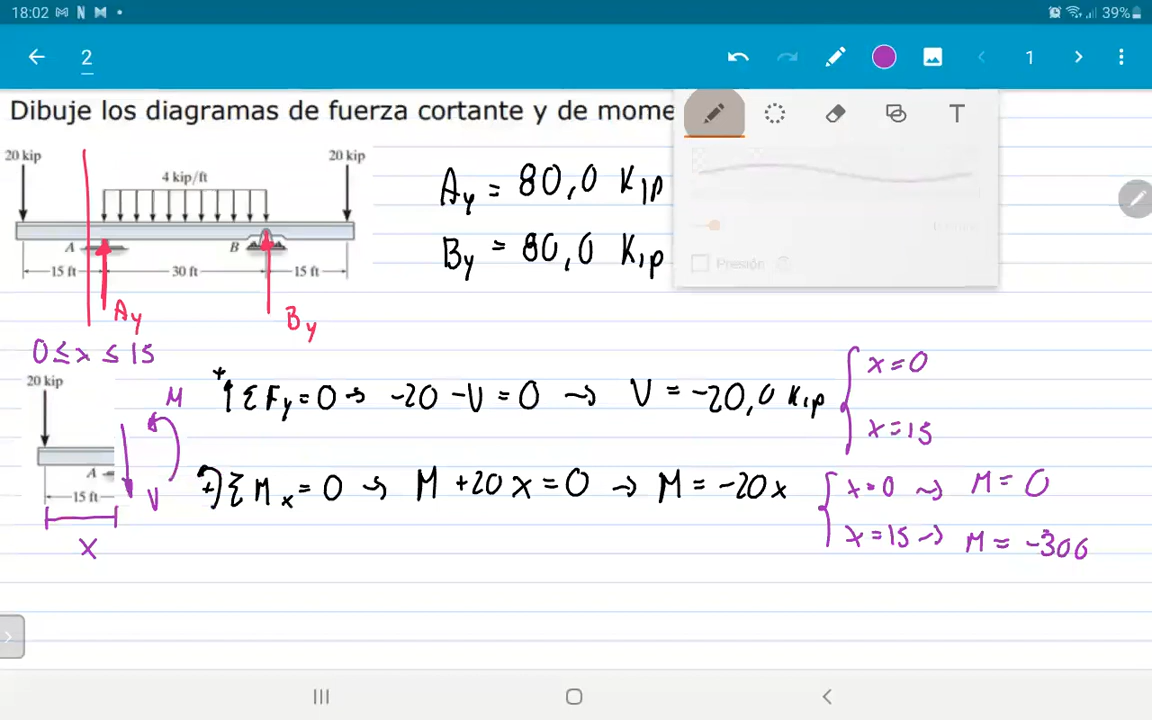 18:02 39%
2 1
Dibuje los diagramas de fuerza cortante y de mome
T
20 kip 20 kip
4 kip/ft
A B
15 ft 30 ft 15 ft
Ay By
Ay = 80,0 Kip
By = 80,0 Kip
Presión
0 ≤ x ≤ 15
20 kip
M
A
15 ft
V
x
+↑ΣFy = 0 → -20 - V = 0 → V = -20,0 Kip { x = 0
x = 15
+) Σ Mx = 0 → M + 20x = 0 → M = -20x { x = 0 → M = 0
x = 15 → M = -300